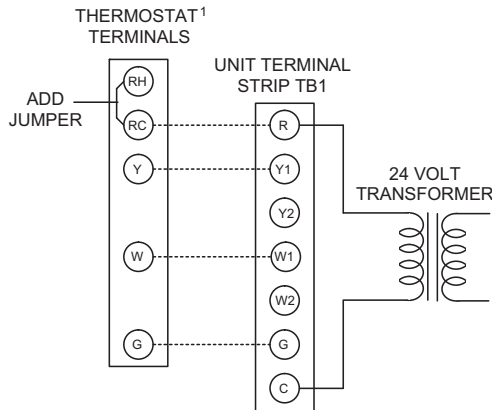 THERMOSTAT¹
TERMINALS
UNIT TERMINAL
STRIP TB1
ADD
JUMPER
24 VOLT
TRANSFORMER
RH
RC
Y
W
G
R
Y1
Y2
W1
W2
G
C